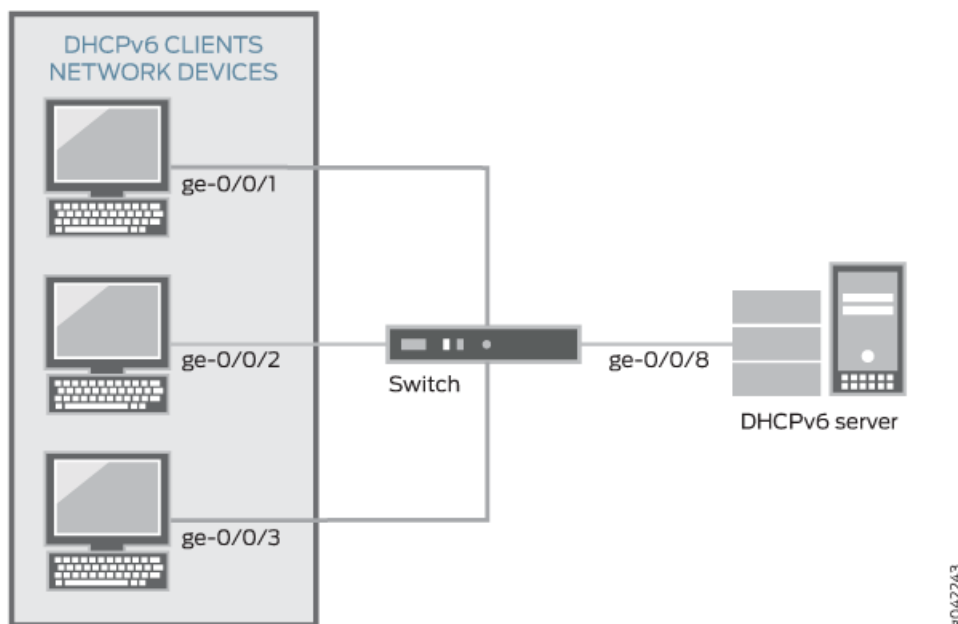 DHCPv6 CLIENTS
NETWORK DEVICES
ge-0/0/1
ge-0/0/2
ge-0/0/8
Switch
DHCPv6 server
ge-0/0/3
g042243